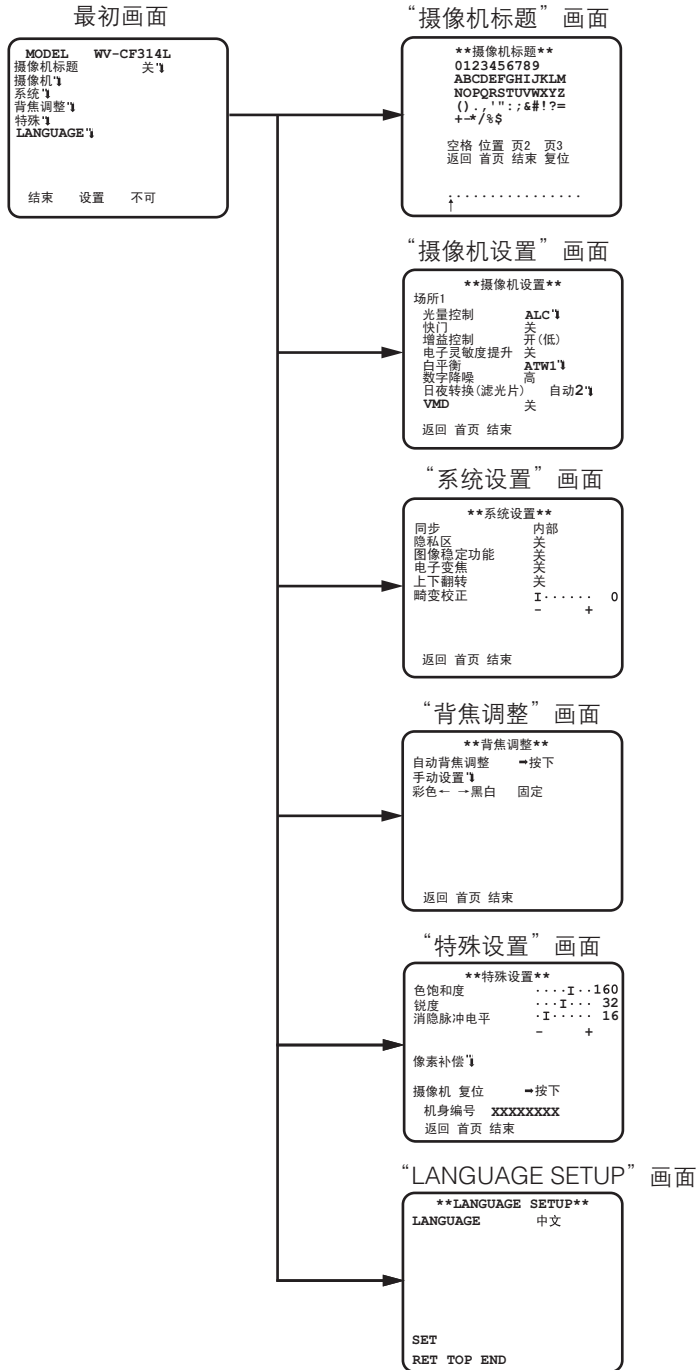 最初画面
MODEL WV-CF314L
摄像机标题 关
摄像机
系统
背焦调整
特殊
LANGUAGE
结束 设置 不可
“摄像机标题”画面
**摄像机标题**
0123456789
ABCDEFGHIJKLM
NOPQRSTUVWXYZ
().,'":;&#!?=
+-*/%$
空格 位置 页2 页3
返回 首页 结束 复位
................
↑
“摄像机设置”画面
**摄像机设置**
场所1
光量控制 ALC
快门 关
增益控制 开(低)
电子灵敏度提升 关
白平衡 ATW1
数字降噪 高
日夜转换(滤光片) 自动2
VMD 关
返回 首页 结束
“系统设置”画面
**系统设置**
同步 内部
隐私区 关
图像稳定功能 关
电子变焦 关
上下翻转 关
畸变校正 I...... 0
- +
返回 首页 结束
“背焦调整”画面
**背焦调整**
自动背焦调整 ➡按下
手动设置
彩色← →黑白 固定
返回 首页 结束
“特殊设置”画面
**特殊设置**
色饱和度 ....I..160
锐度 ...I... 32
消隐脉冲电平 .I..... 16
- +
像素补偿
摄像机 复位 ➡按下
机身编号 XXXXXXXX
返回 首页 结束
“LANGUAGE SETUP”画面
**LANGUAGE SETUP**
LANGUAGE 中文
SET
RET TOP END